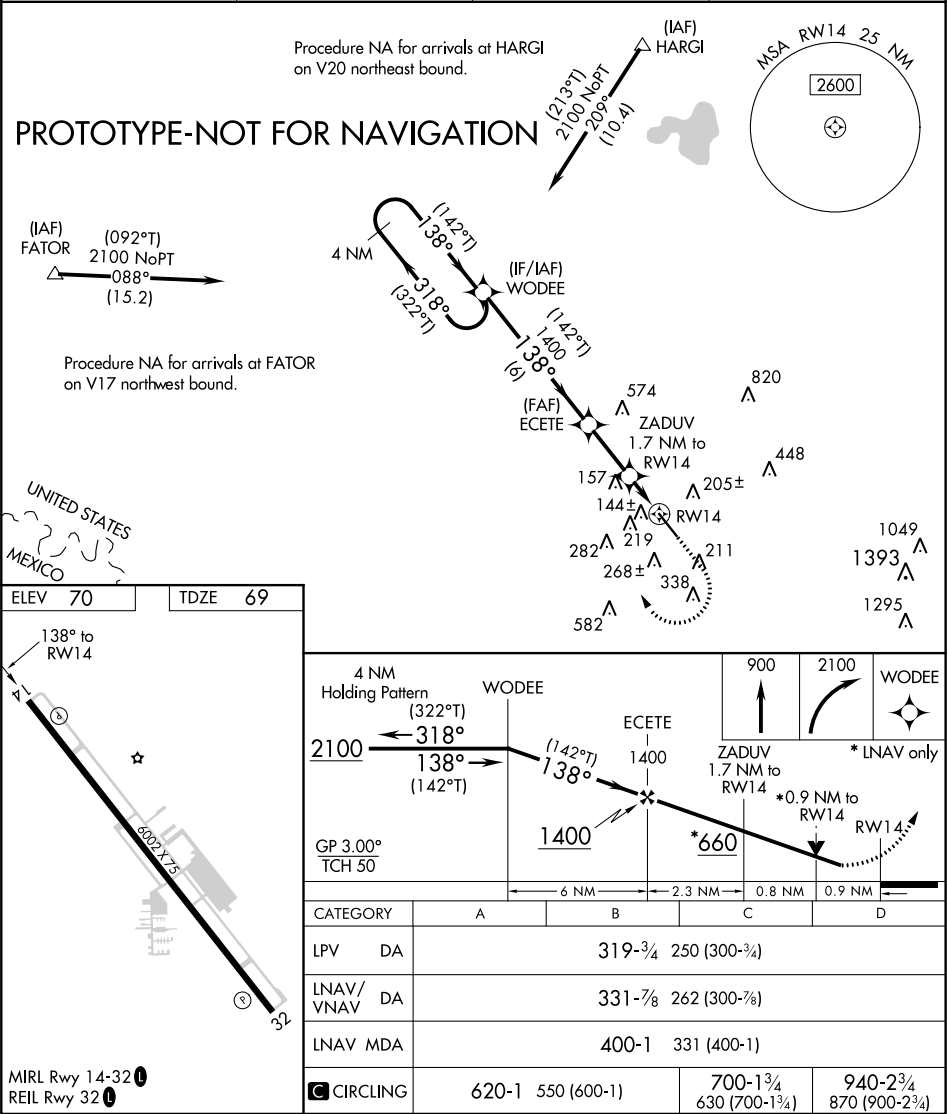 Procedure NA for arrivals at HARGI
on V20 northeast bound.
(IAF)
HARGI
(213°T)
2100 NoPT
209°
(10.4)
MSA RW14 25 NM
2600
PROTOTYPE-NOT FOR NAVIGATION
(IAF)
FATOR
(092°T)
2100 NoPT
088°
(15.2)
4 NM
(142°T)
138°
318°
(322°T)
(IF/IAF)
WODEE
Procedure NA for arrivals at FATOR
on V17 northwest bound.
(142°T)
1400
138°
(6)
(FAF)
ECETE
574
820
ZADUV
1.7 NM to
RW14
448
157
205±
144±
RW14
219
282
211
268±
338
582
1049
1393
1295
UNITED STATES
MEXICO
ELEV 70
TDZE 69
138° to
RW14
14
P
6002 X 75
P
32
MIRL Rwy 14-32 L
REIL Rwy 32 L
4 NM
Holding Pattern
WODEE
(322°T)
318°
2100
138°
(142°T)
(142°T)
138°
ECETE
1400
1400
GP 3.00°
TCH 50
900
2100
WODEE
* LNAV only
ZADUV
1.7 NM to
RW14
*0.9 NM to
RW14
RW14
*660
6 NM
2.3 NM
0.8 NM
0.9 NM
CATEGORY A B C D
LPV DA 319-¾ 250 (300-¾)
LNAV/
VNAV DA 331-⅞ 262 (300-⅞)
LNAV MDA 400-1 331 (400-1)
C CIRCLING 620-1 550 (600-1)
700-1¾
630 (700-1¾)
940-2¾
870 (900-2¾)